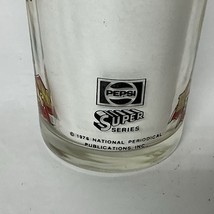 PEPSI
SUPER
SERIES
© 1976 NATIONAL PERIODICAL
PUBLICATIONS, INC.